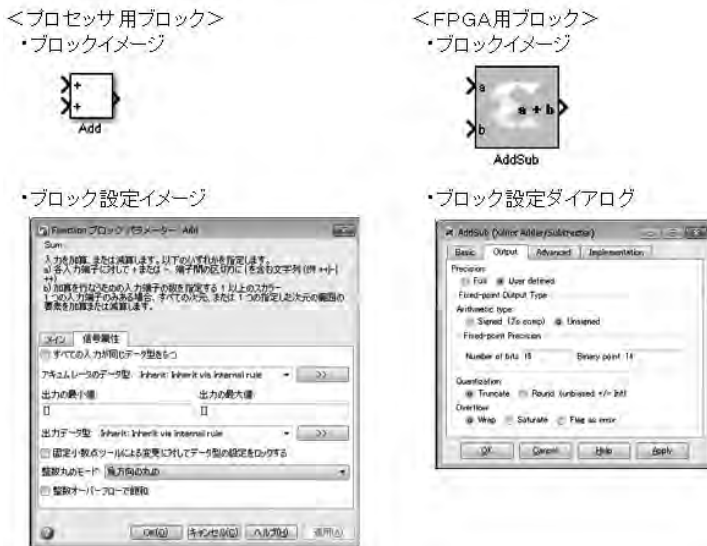 ＜プロセッサ用ブロック＞
・ブロックイメージ
+
+
Add
・ブロック設定イメージ
Function ブロック パラメーター: Add
Sum
入力を加算、または減算します。以下のいずれかを指定します。
a) 各入力端子に対して + または -、端子間の区切りに | を含む文字列 (例 ++|-|++)
b) 加算を行なうための入力端子の数を指定する 1 以上のスカラー
1 つの入力端子のみある場合、すべての次元、または 1 つの指定した次元の範囲の要素を加算または減算します。
メイン 信号属性
すべての入力が同じデータ型をもつ
アキュムレータのデータ型: Inherit: Inherit via internal rule >>
出力の最小値 出力の最大値
[] []
出力データ型: Inherit: Inherit via internal rule >>
固定小数点ツールによる変更に対してデータ型の設定をロックする
整数丸めモード: 負方向の丸め
整数オーバーフローで飽和
OK(O) キャンセル(C) ヘルプ(H) 適用(A)
＜ＦＰＧＡ用ブロック＞
・ブロックイメージ
a
a + b
b
AddSub
・ブロック設定ダイアログ
AddSub (Xilinx Adder/Subtracter)
Basic Output Advanced Implementation
Precision:
Full User defined
Fixed-point Output Type
Arithmetic type:
Signed (2's comp) Unsigned
Fixed-point Precision
Number of bits 16 Binary point 14
Quantization:
Truncate Round (unbiased: +/- Inf)
Overflow:
Wrap Saturate Flag as error
OK Cancel Help Apply